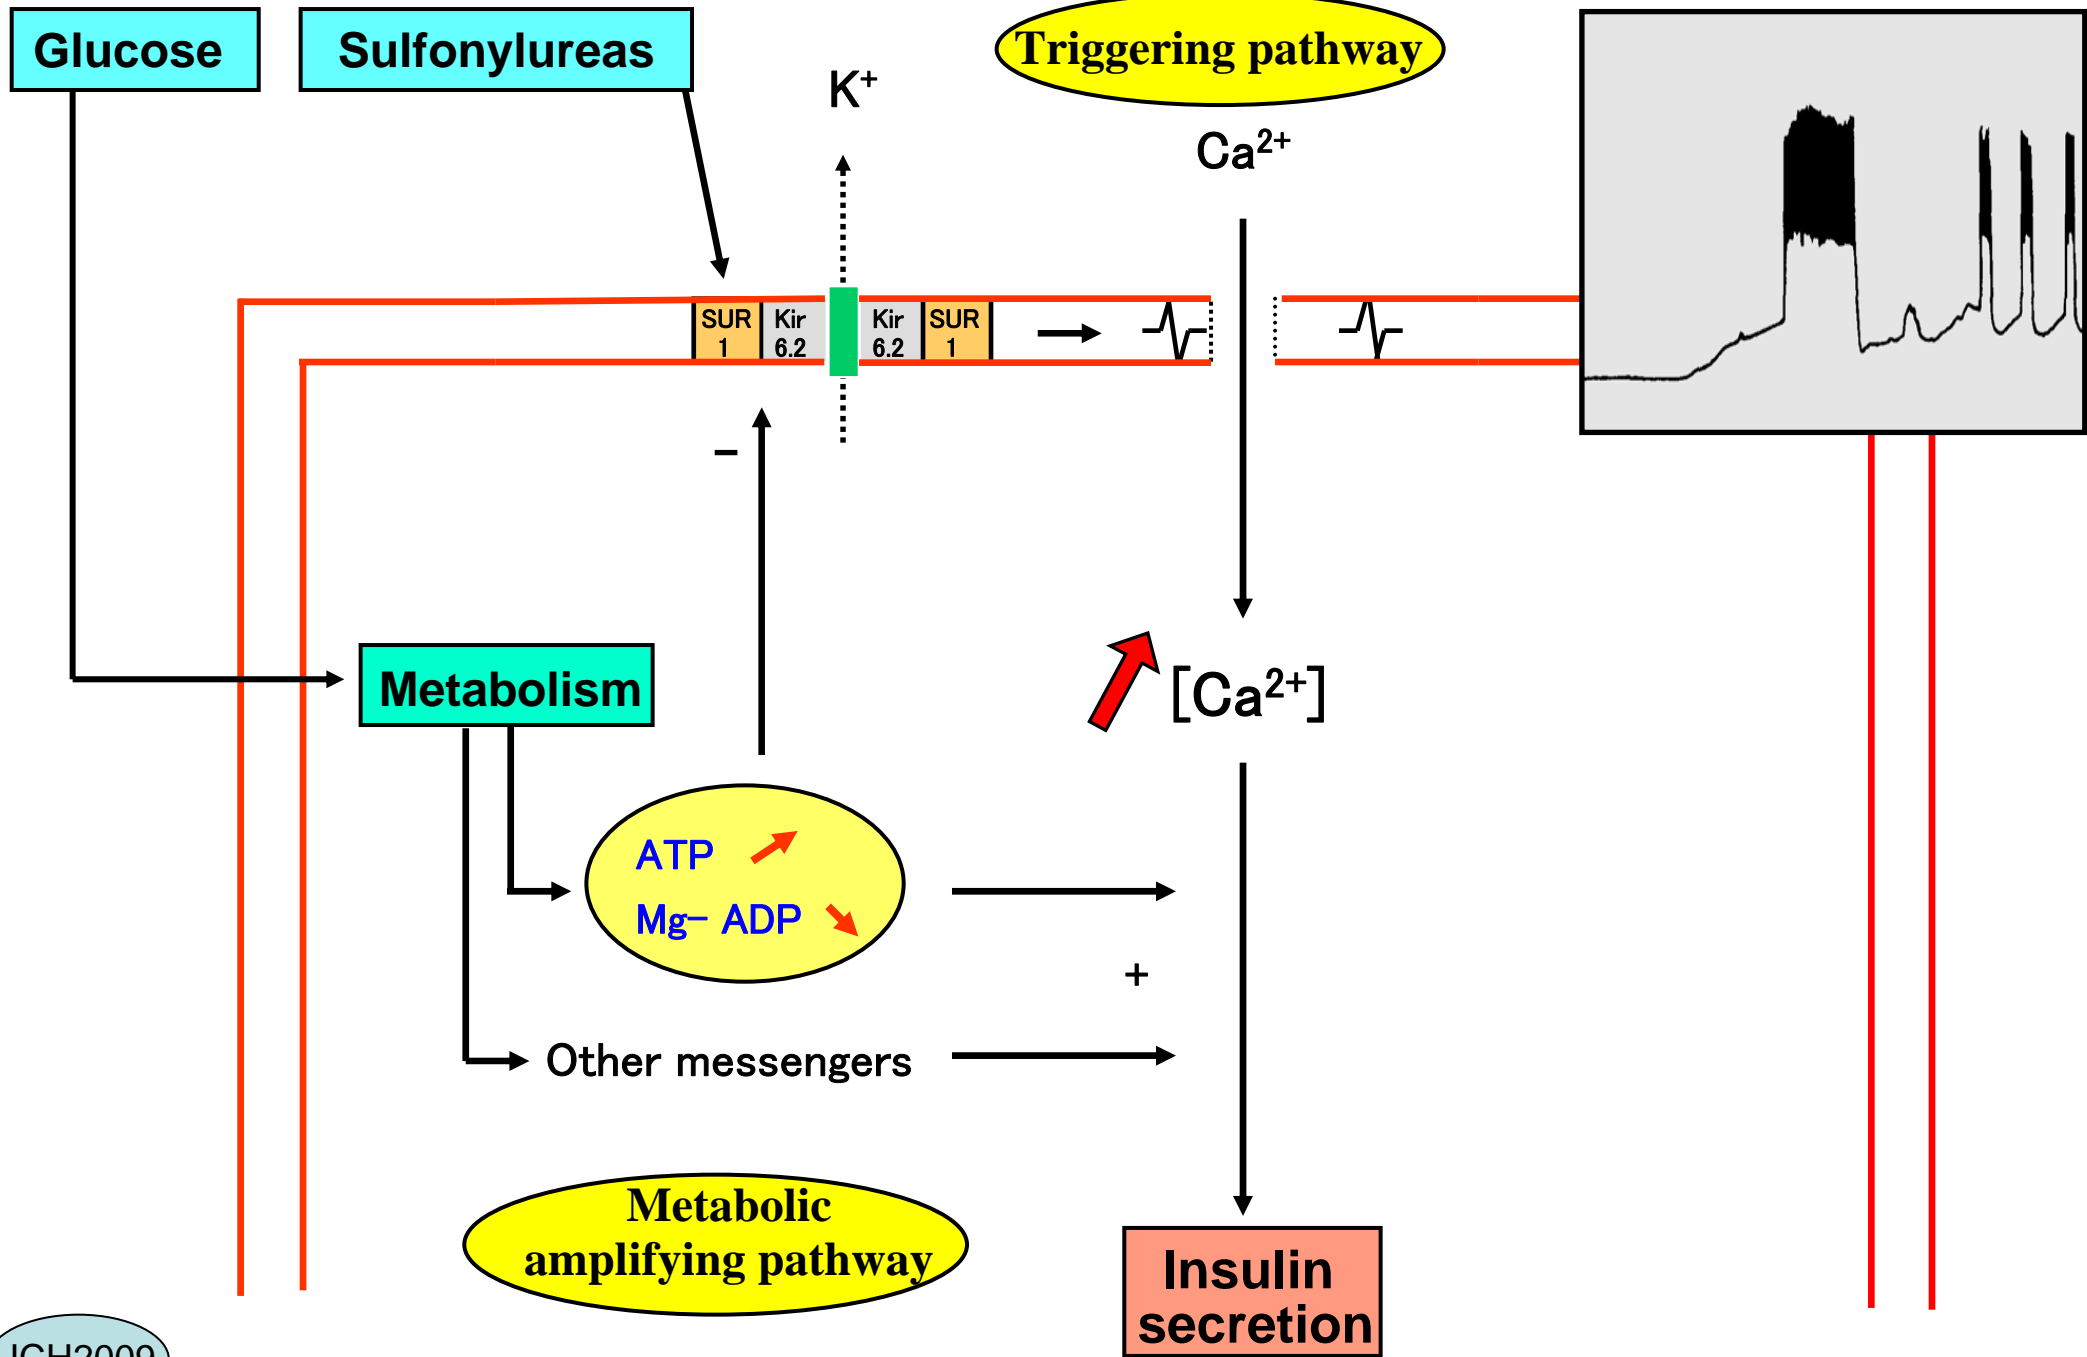 Glucose
Sulfonylureas
Triggering pathway
K⁺
Ca²⁺
SUR
1
Kir
6.2
Kir
6.2
SUR
1
−
[Ca²⁺]
Metabolism
ATP
Mg− ADP
+
Other messengers
Metabolic
amplifying pathway
Insulin
secretion
JCH2009